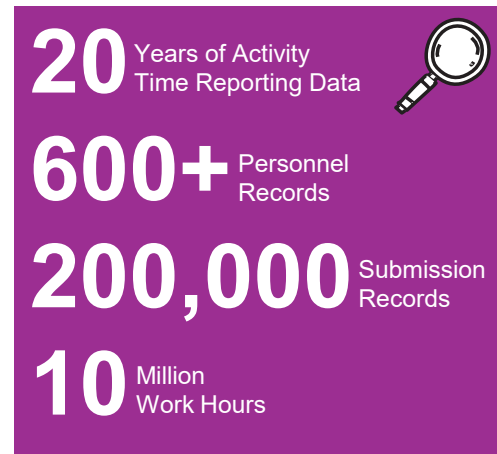 20 Years of Activity
Time Reporting Data
600+ Personnel
Records
200,000 Submission
Records
10 Million
Work Hours